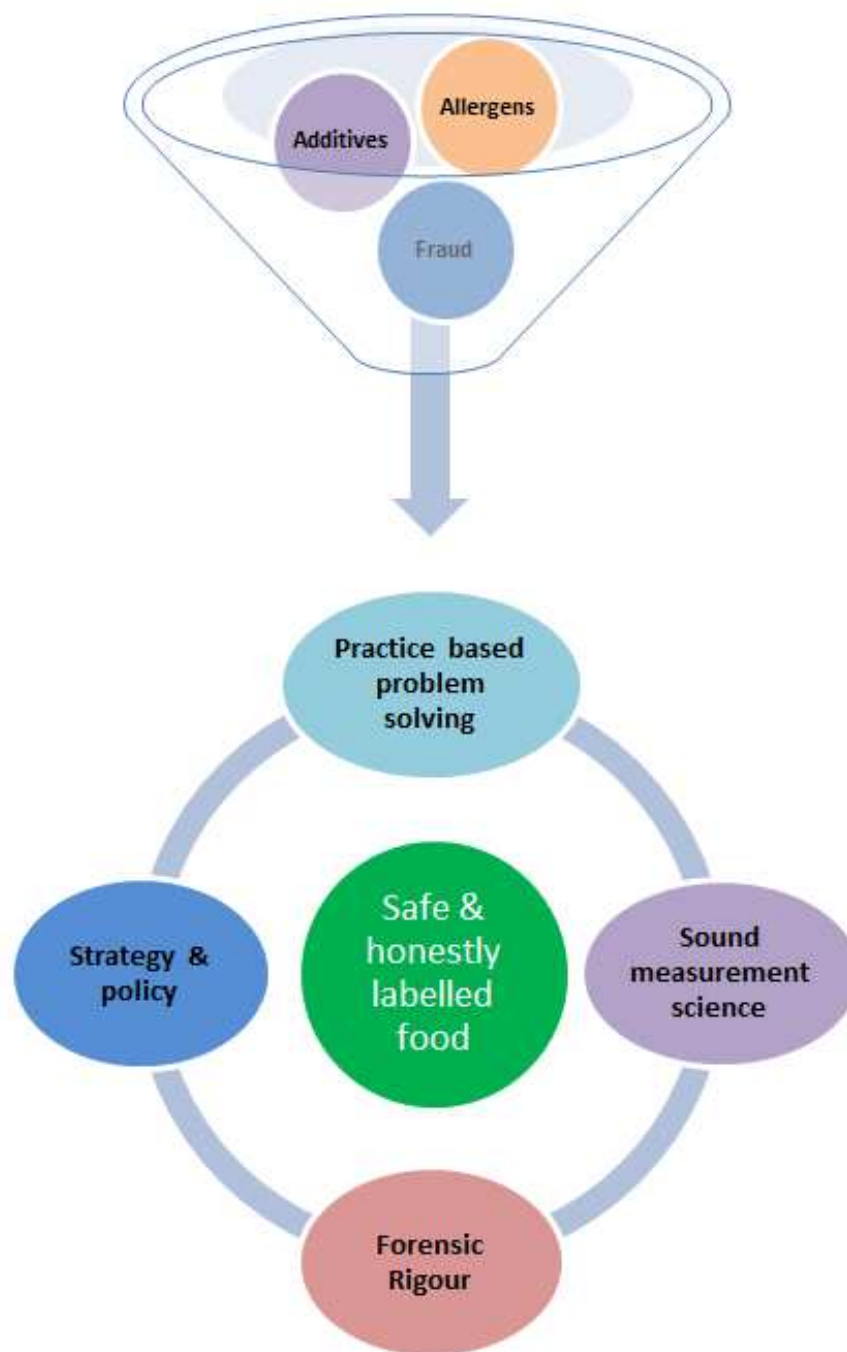 Allergens
Additives
Fraud
Practice based
problem
solving
Strategy &
policy
Safe &
honestly
labelled
food
Sound
measurement
science
Forensic
Rigour